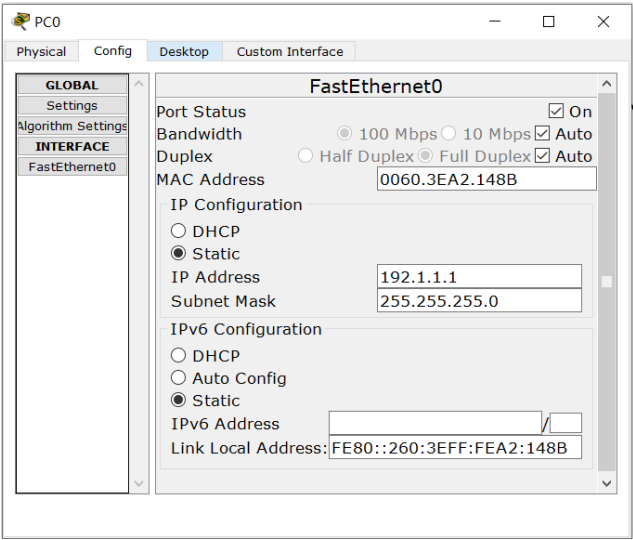 PC0
Physical Config Desktop Custom Interface
GLOBAL
Settings
Algorithm Settings
INTERFACE
FastEthernet0
FastEthernet0
Port Status On
Bandwidth 100 Mbps 10 Mbps Auto
Duplex Half Duplex Full Duplex Auto
MAC Address 0060.3EA2.148B
IP Configuration
DHCP
Static
IP Address 192.1.1.1
Subnet Mask 255.255.255.0
IPv6 Configuration
DHCP
Auto Config
Static
IPv6 Address /
Link Local Address: FE80::260:3EFF:FEA2:148B